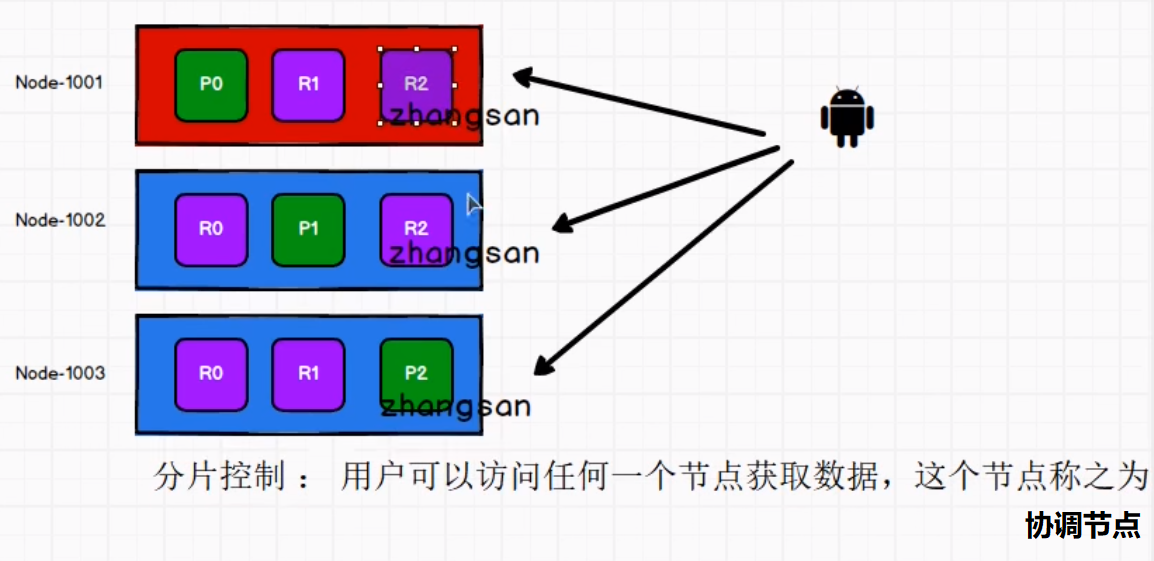 Node-1001
P0
R1
R2
zhangsan
Node-1002
R0
P1
R2
zhangsan
Node-1003
R0
R1
P2
zhangsan
分片控制： 用户可以访问任何一个节点获取数据，这个节点称之为
协调节点